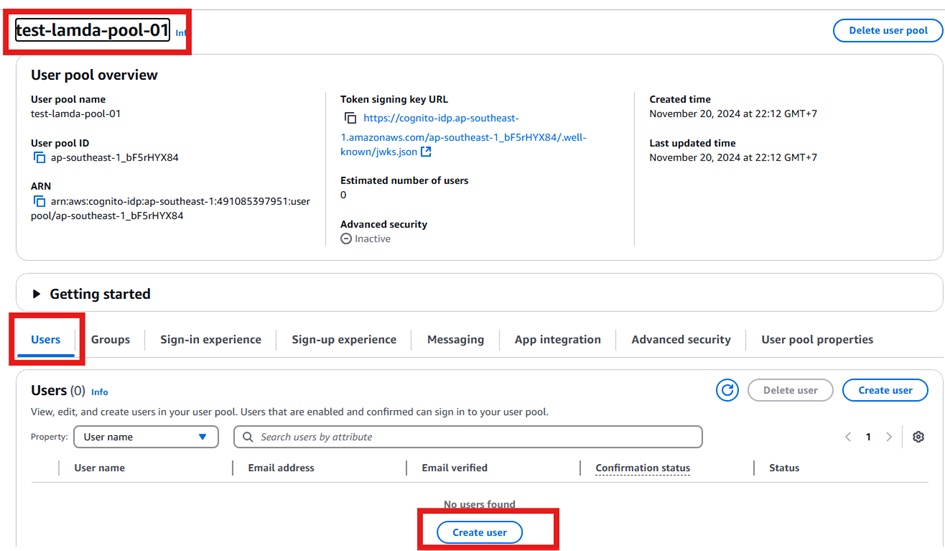 test-lamda-pool-01 Inf
Delete user pool
User pool overview
User pool name
test-lamda-pool-01
User pool ID
ap-southeast-1_bF5rHYX84
ARN
arn:aws:cognito-idp:ap-southeast-1:491085397951:user
pool/ap-southeast-1_bF5rHYX84
Token signing key URL
https://cognito-idp.ap-southeast-
1.amazonaws.com/ap-southeast-1_bF5rHYX84/.well-
known/jwks.json
Estimated number of users
0
Advanced security
Inactive
Created time
November 20, 2024 at 22:12 GMT+7
Last updated time
November 20, 2024 at 22:12 GMT+7
Getting started
Users Groups Sign-in experience Sign-up experience Messaging App integration Advanced security User pool properties
Users (0) Info
Delete user Create user
View, edit, and create users in your user pool. Users that are enabled and confirmed can sign in to your user pool.
Property: User name Search users by attribute 1
User name Email address Email verified Confirmation status Status
No users found
Create user